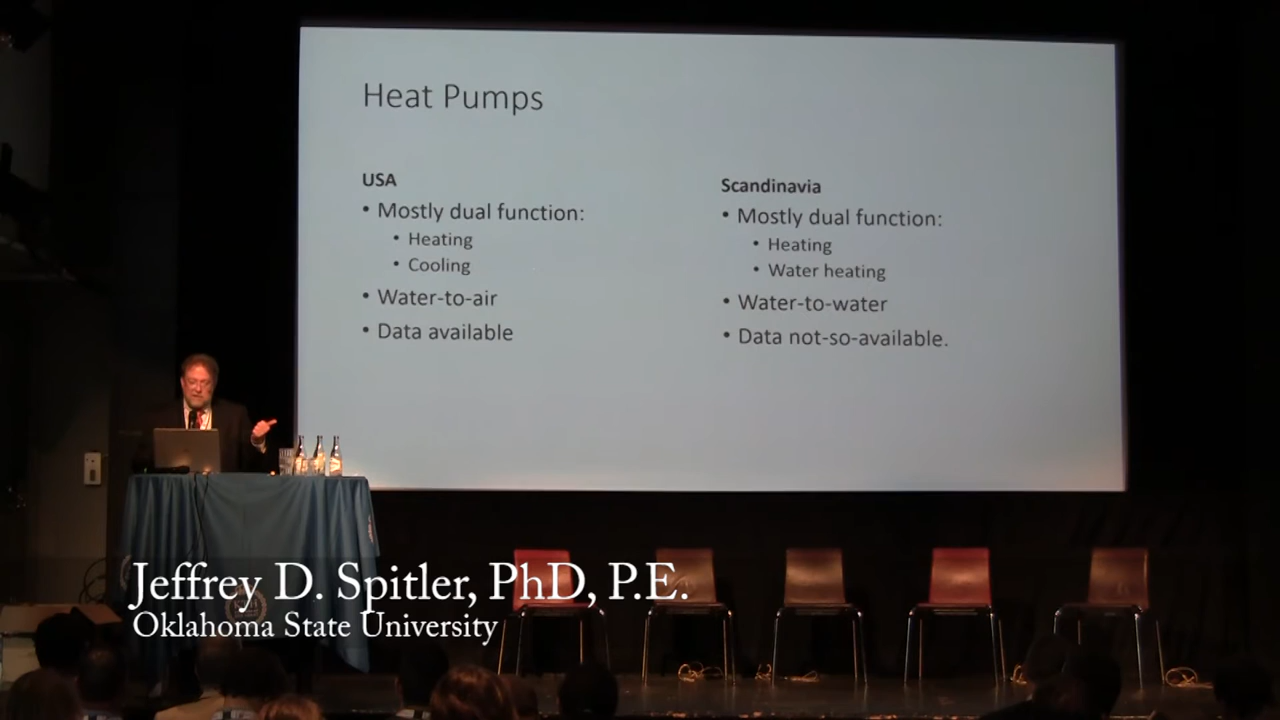 Heat Pumps
USA
• Mostly dual function:
• Heating
• Cooling
• Water-to-air
• Data available
Scandinavia
• Mostly dual function:
• Heating
• Water heating
• Water-to-water
• Data not-so-available.
Jeffrey D. Spitler, PhD, P.E.
Oklahoma State University